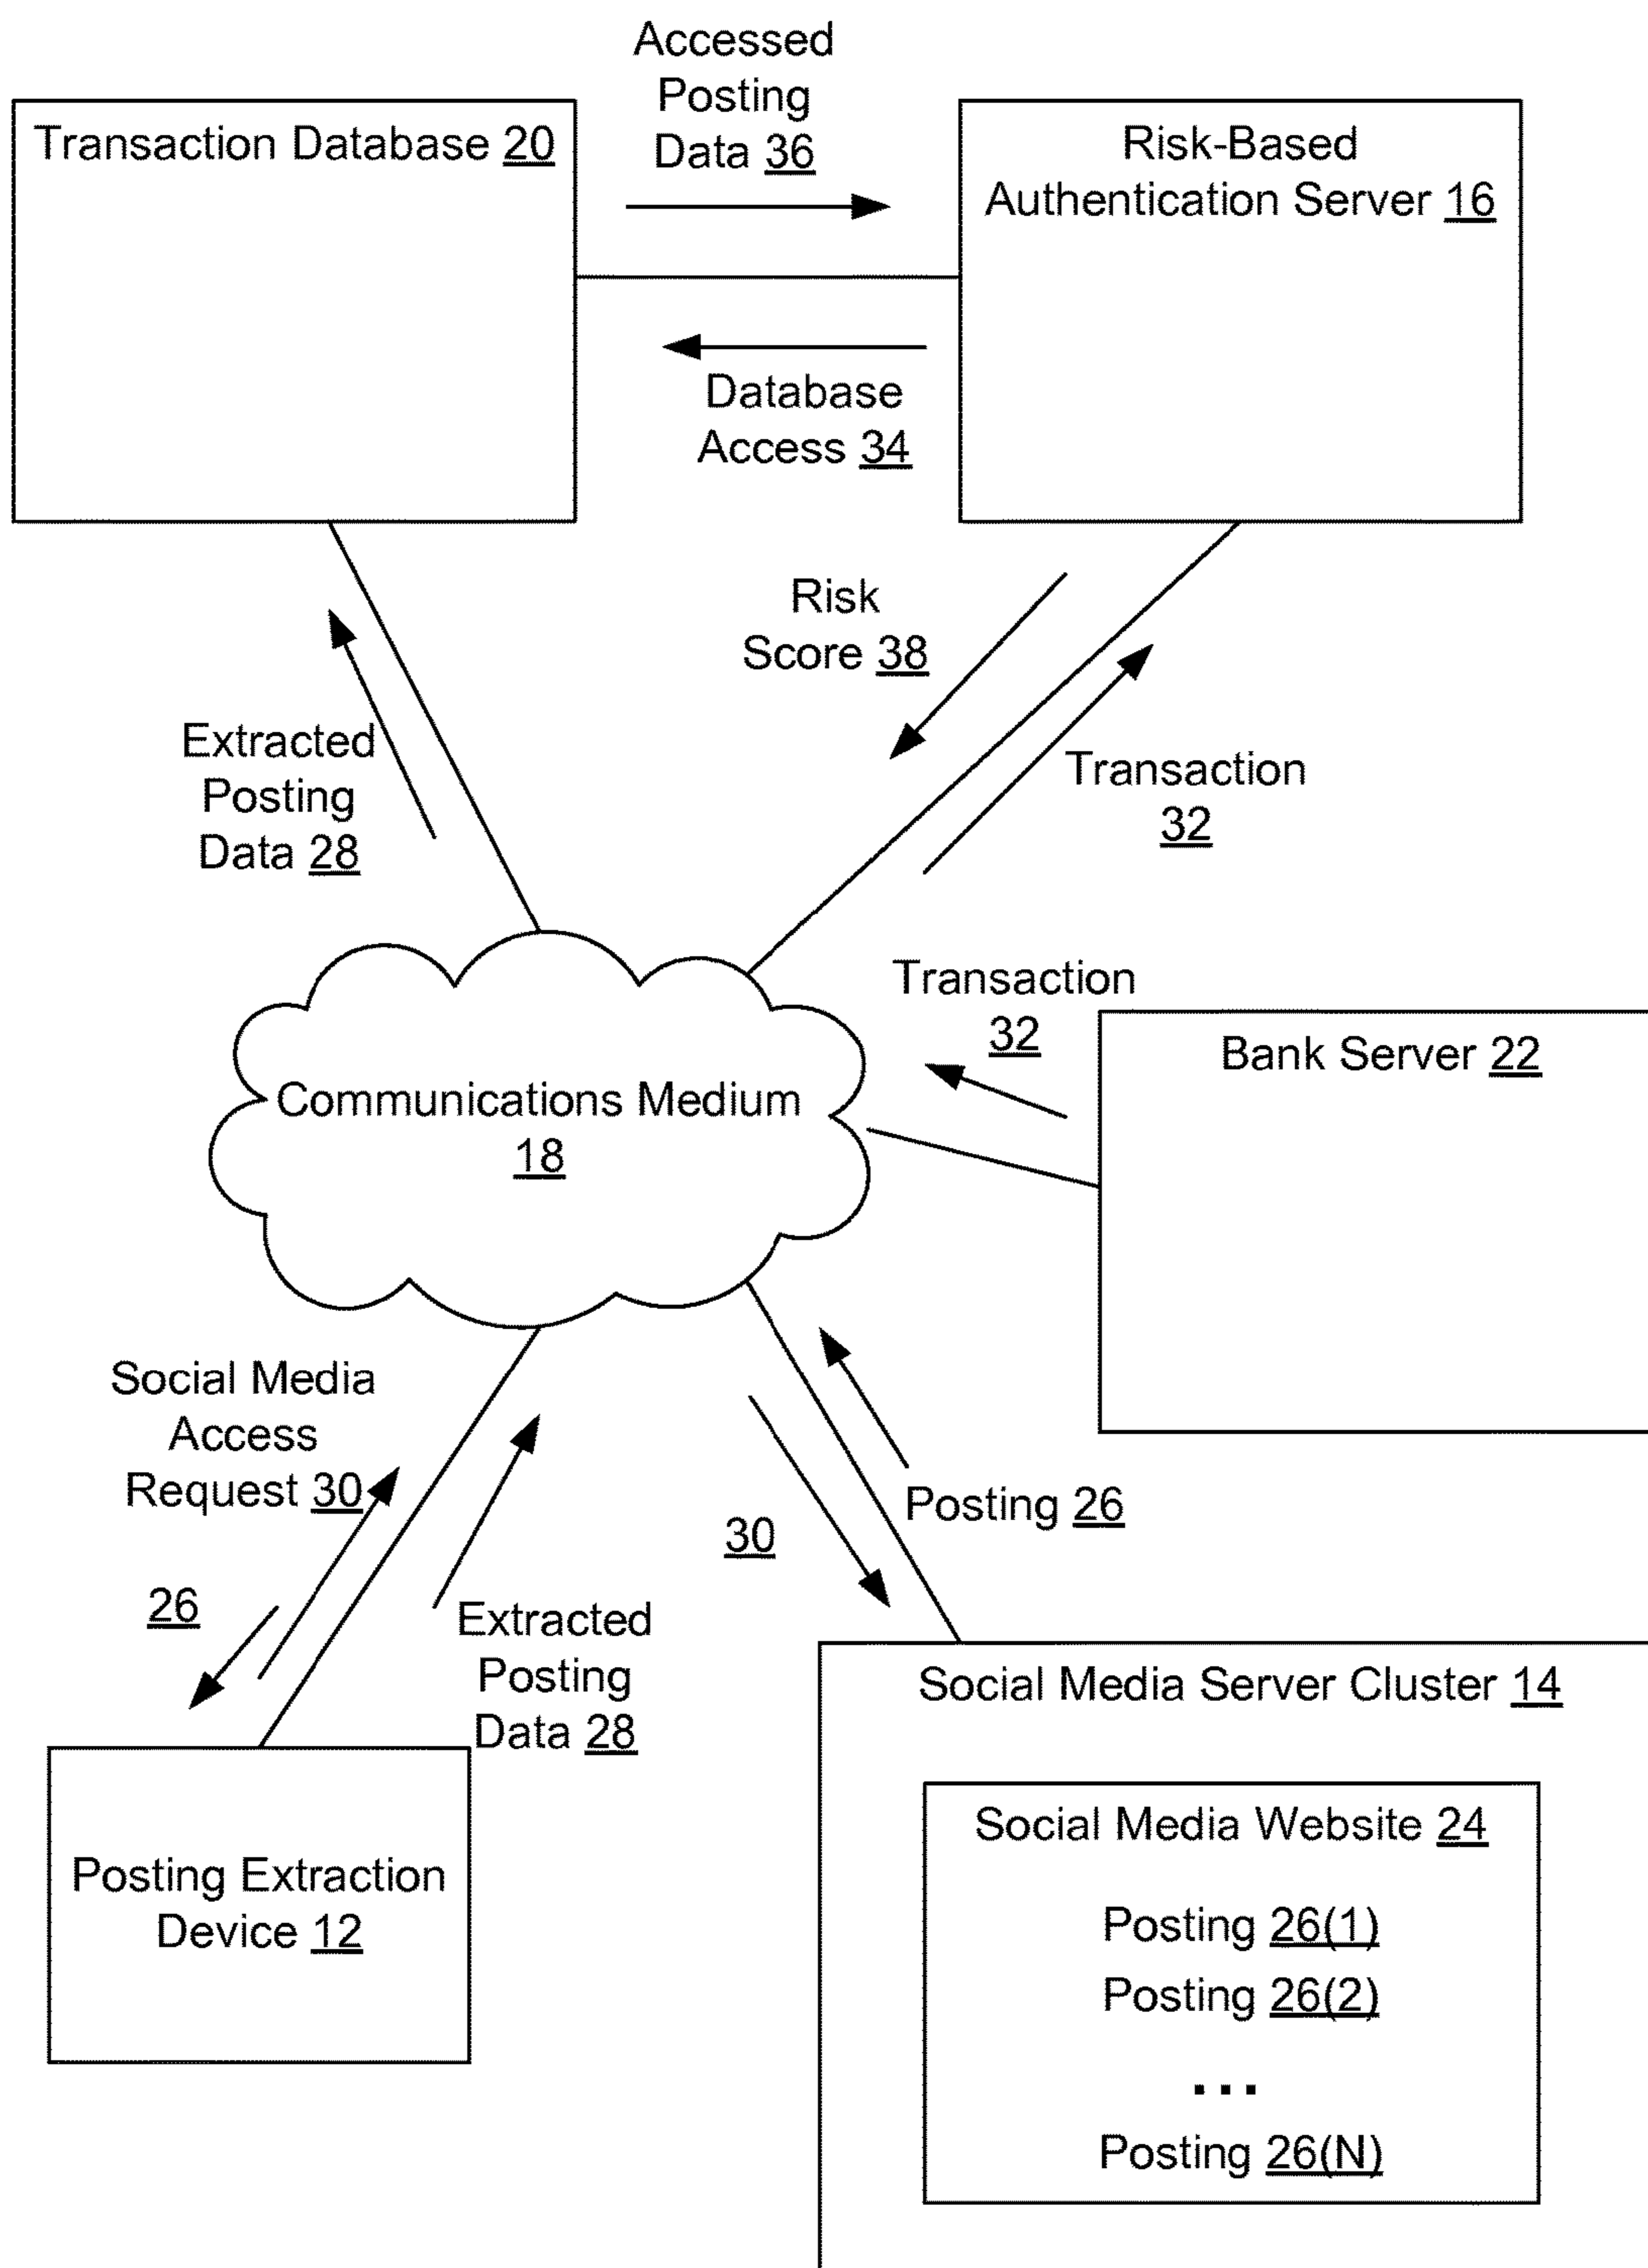 Accessed
Posting
Data 36
Transaction Database 20
Risk-Based
Authentication Server 16
Database
Access 34
Risk
Score 38
Extracted
Posting
Data 28
Transaction
32
Transaction
32
Bank Server 22
Communications Medium
18
Social Media
Access
Request 30
26
Extracted
Posting
Data 28
30
Posting 26
Posting Extraction
Device 12
Social Media Server Cluster 14
Social Media Website 24
Posting 26(1)
Posting 26(2)
...
Posting 26(N)